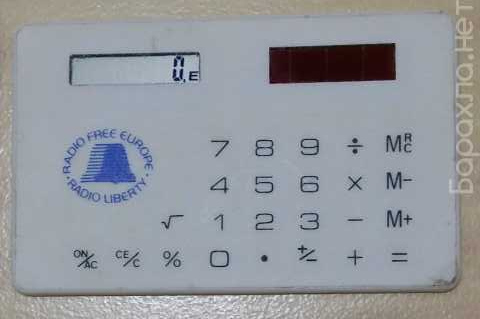 0.E
RADIO FREE EUROPE
RADIO LIBERTY
7 8 9 ÷ MRC
4 5 6 × M-
√ 1 2 3 - M+
ON/AC CE/C % 0 . +/- + =
Барахла.нет